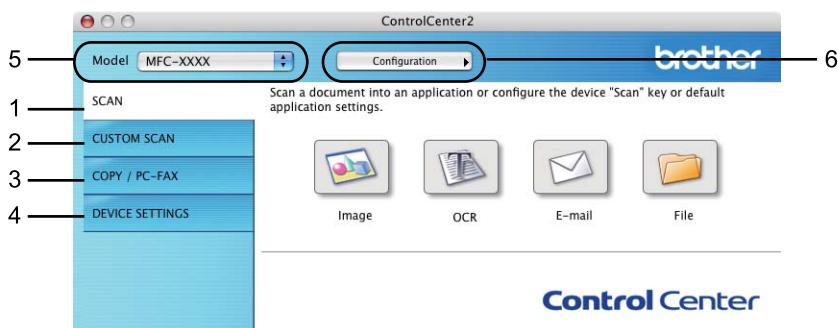 ControlCenter2
5 Model MFC-XXXX Configuration brother 6
1 SCAN
Scan a document into an application or configure the device "Scan" key or default
application settings.
2 CUSTOM SCAN
3 COPY / PC-FAX
4 DEVICE SETTINGS
Image OCR E-mail File
Control Center